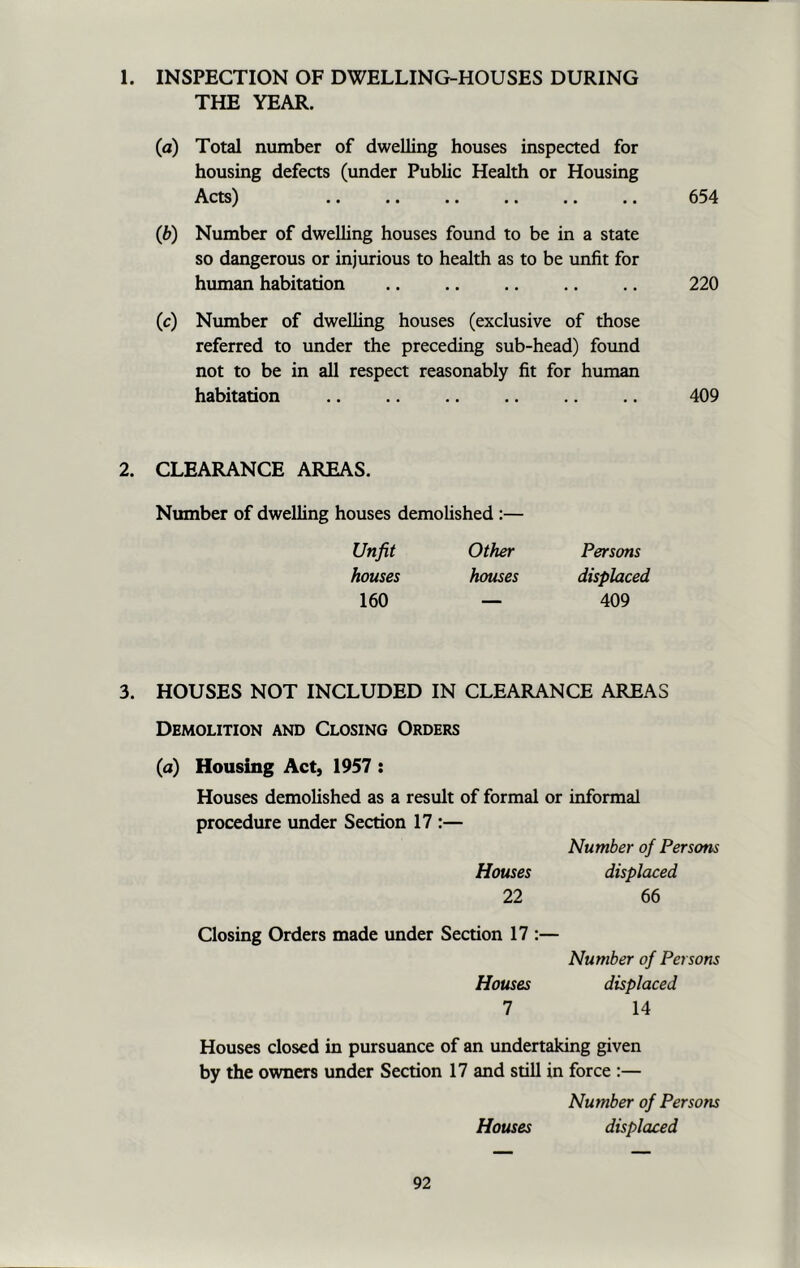 1. INSPECTION OF DWELLING-HOUSES DURING
THE YEAR.
(a) Total number of dwelling houses inspected for
housing defects (under Public Health or Housing
Acts) .. .. .. .. .. .. 654
(b) Number of dwelling houses found to be in a state
so dangerous or injurious to health as to be unfit for
human habitation .. .. .. .. .. 220
(c) Number of dwelling houses (exclusive of those
referred to under the preceding sub-head) found
not to be in all respect reasonably fit for human
habitation .. .. .. .. .. .. 409
2. CLEARANCE AREAS.
Number of dwelling houses demolished :—
Unfit Other Persons
houses houses displaced
160 — 409
3. HOUSES NOT INCLUDED IN CLEARANCE AREAS
DEMOLITION AND CLOSING ORDERS
(a) Housing Act, 1957 :
Houses demolished as a result of formal or informal
procedure under Section 17 :—
Number of Persons
Houses displaced
22 66
Closing Orders made under Section 17 :—
Number of Persons
Houses displaced
7 14
Houses closed in pursuance of an undertaking given
by the owners under Section 17 and still in force :—
Number of Persons
Houses displaced
— —
92